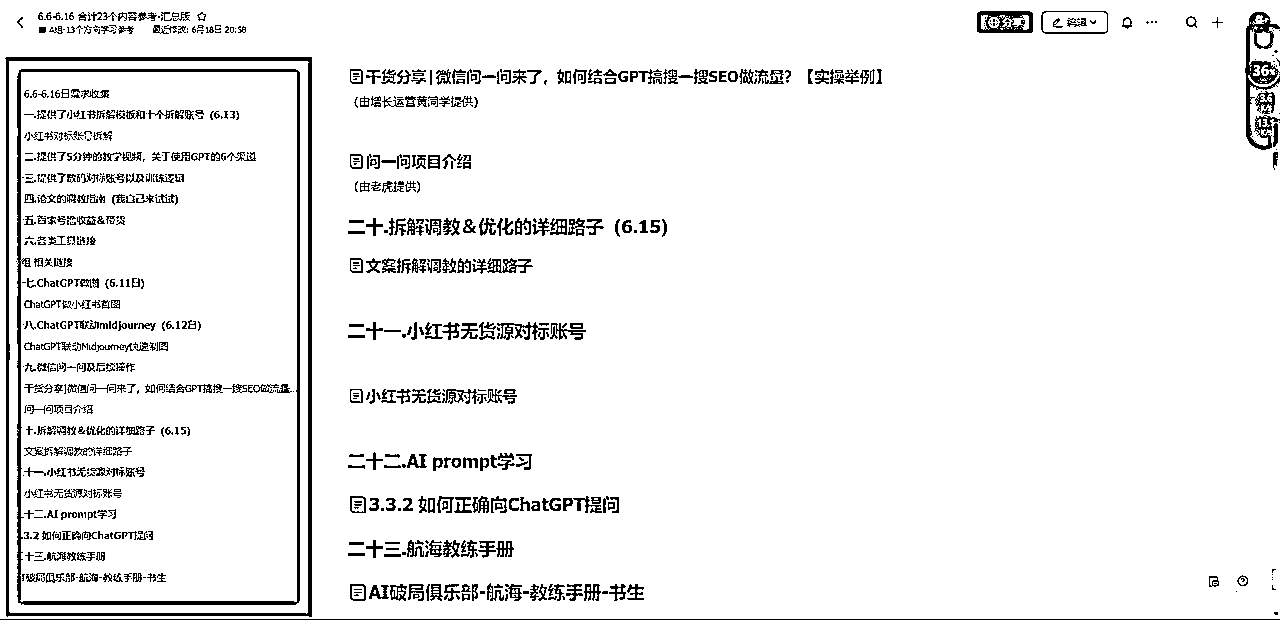 6.6-6.16 合计23个内容参考-汇总版
AI组-13个方向学习参考 最近修改: 6月18日 20:58
分享
编辑
6.6-6.16日需求收集
一.提供了小红书拆解模板和十个拆解账号 (6.13)
小红书对标账号拆解
二.提供了5分钟的教学视频，关于使用GPT的6个渠道
三.提供了数码对标账号以及训练逻辑
四.论文的调教指南 (我自己来试试)
五.百家号撸收益&带货
六.各类工具链接
组 相关链接
七.ChatGPT做图 (6.11日)
ChatGPT做小红书首图
八.ChatGPT联动midjourney (6.12日)
ChatGPT联动Midjourney快速制图
九.微信问一问及后续操作
干货分享|微信问一问来了，如何结合GPT搞搜一搜SEO做流量...
问一问项目介绍
十.拆解调教&优化的详细路子 (6.15)
文案拆解调教的详细路子
十一.小红书无货源对标账号
小红书无货源对标账号
十二.AI prompt学习
3.3.2 如何正确向ChatGPT提问
十三.航海教练手册
AI破局俱乐部-航海-教练手册-书生
干货分享|微信问一问来了，如何结合GPT搞搜一搜SEO做流量？【实操举例】
(由增长运营黄同学提供)
问一问项目介绍
(由老虎提供)
二十.拆解调教&优化的详细路子 (6.15)
文案拆解调教的详细路子
二十一.小红书无货源对标账号
小红书无货源对标账号
二十二.AI prompt学习
3.3.2 如何正确向ChatGPT提问
二十三.航海教练手册
AI破局俱乐部-航海-教练手册-书生